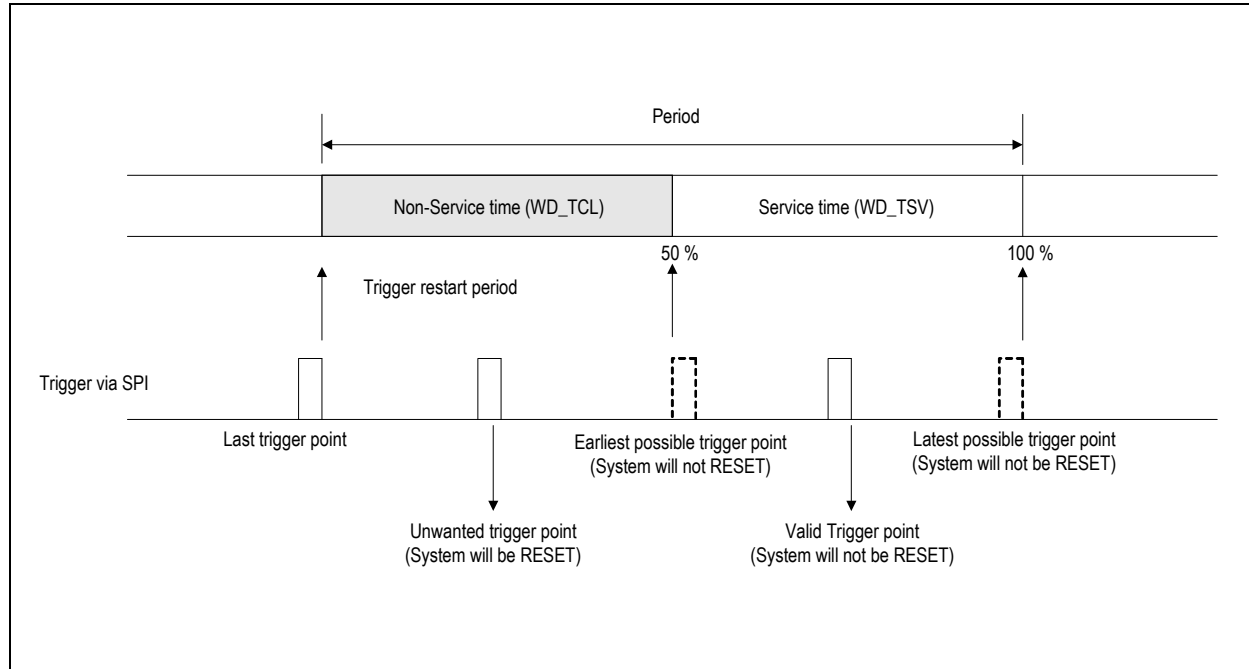 Period
Non-Service time (WD_TCL)
Service time (WD_TSV)
50 %
100 %
Trigger restart period
Trigger via SPI
Last trigger point
Earliest possible trigger point
(System will not RESET)
Latest possible trigger point
(System will not be RESET)
Unwanted trigger point
(System will be RESET)
Valid Trigger point
(System will not be RESET)